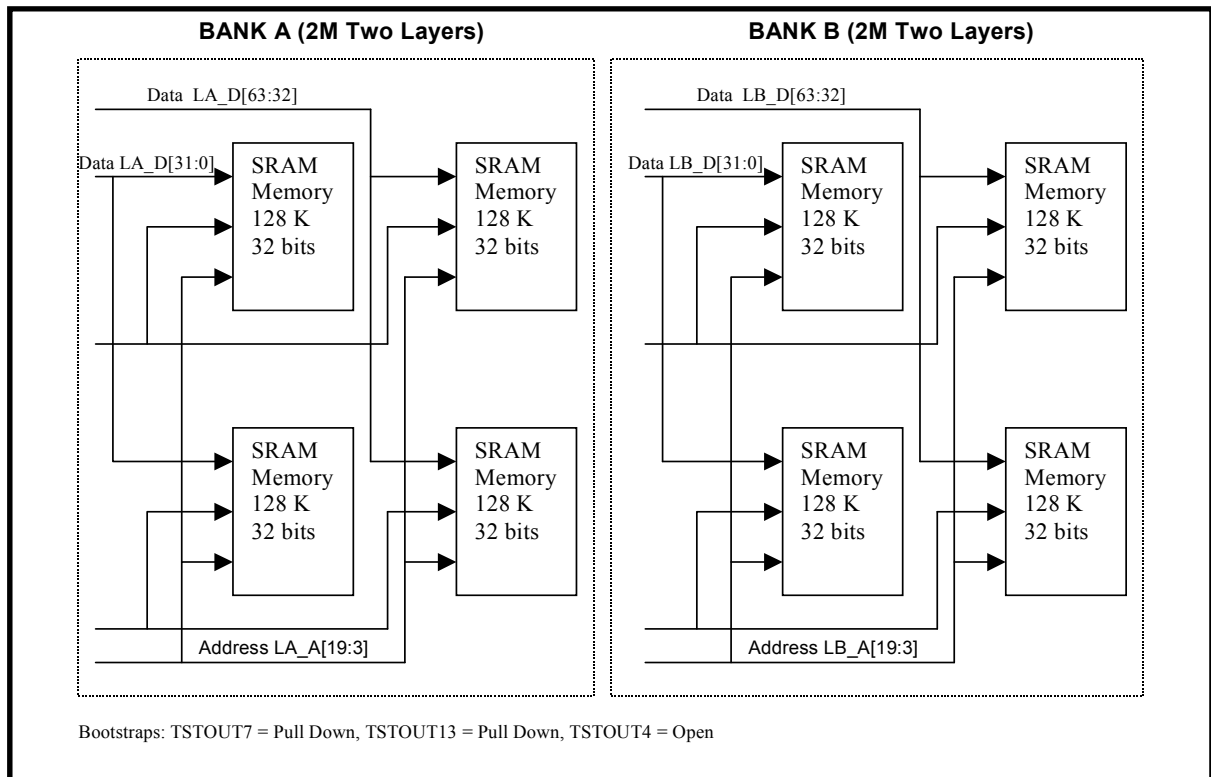 BANK A (2M Two Layers)
BANK B (2M Two Layers)
Data LA_D[63:32]
Data LB_D[63:32]
Data LA_D[31:0]
SRAM
Memory
128 K
32 bits
SRAM
Memory
128 K
32 bits
Data LB_D[31:0]
SRAM
Memory
128 K
32 bits
SRAM
Memory
128 K
32 bits
SRAM
Memory
128 K
32 bits
SRAM
Memory
128 K
32 bits
SRAM
Memory
128 K
32 bits
SRAM
Memory
128 K
32 bits
Address LA_A[19:3]
Address LB_A[19:3]
Bootstraps: TSTOUT7 = Pull Down, TSTOUT13 = Pull Down, TSTOUT4 = Open